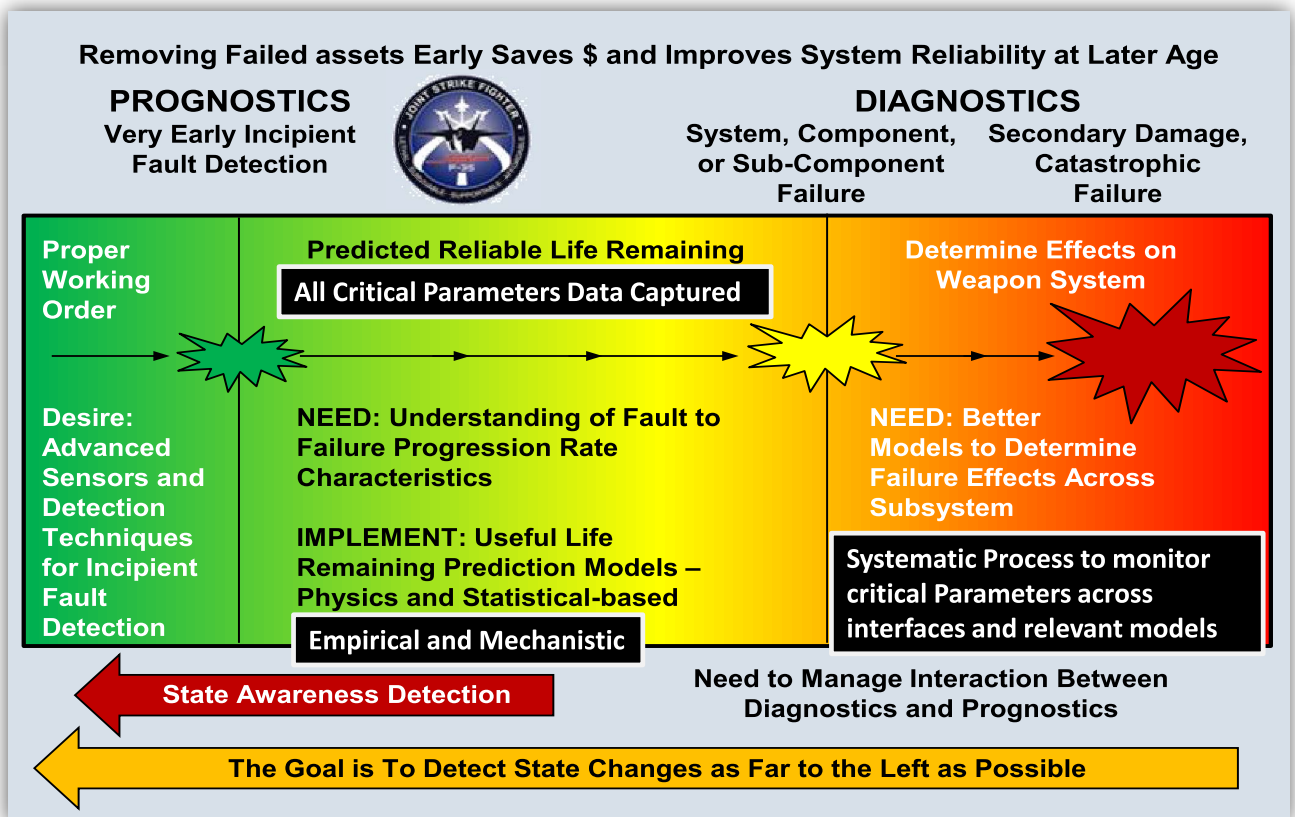 Removing Failed assets Early Saves $ and Improves System Reliability at Later Age
PROGNOSTICS
Very Early Incipient
Fault Detection
JOINT STRIKE FIGHTER
F-35
DIAGNOSTICS
System, Component,
or Sub-Component
Failure
Secondary Damage,
Catastrophic
Failure
Proper
Working
Order
Predicted Reliable Life Remaining
All Critical Parameters Data Captured
Determine Effects on
Weapon System
Desire:
Advanced
Sensors and
Detection
Techniques
for Incipient
Fault
Detection
NEED: Understanding of Fault to
Failure Progression Rate
Characteristics
IMPLEMENT: Useful Life
Remaining Prediction Models –
Physics and Statistical-based
Empirical and Mechanistic
NEED: Better
Models to Determine
Failure Effects Across
Subsystem
Systematic Process to monitor
critical Parameters across
interfaces and relevant models
State Awareness Detection
Need to Manage Interaction Between
Diagnostics and Prognostics
The Goal is To Detect State Changes as Far to the Left as Possible